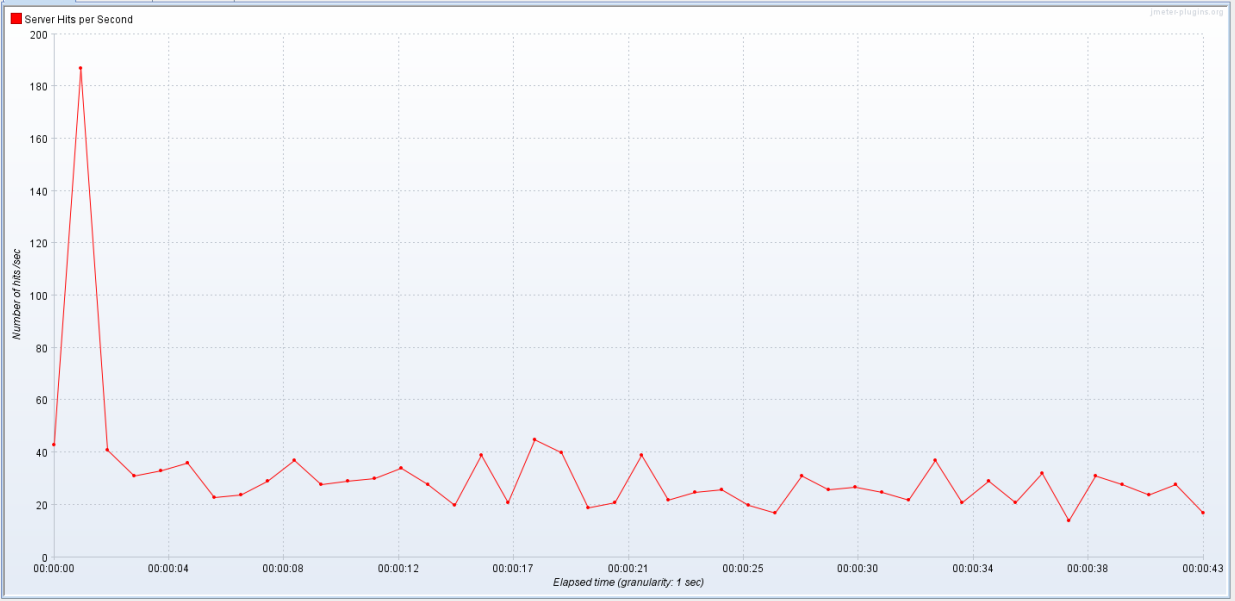 jmeter-plugins.org
Server Hits per Second
200
180
160
140
120
100
80
60
40
20
0
Number of hits /sec
00:00:00 00:00:04 00:00:08 00:00:12 00:00:17 00:00:21 00:00:25 00:00:30 00:00:34 00:00:38 00:00:43
Elapsed time (granularity: 1 sec)